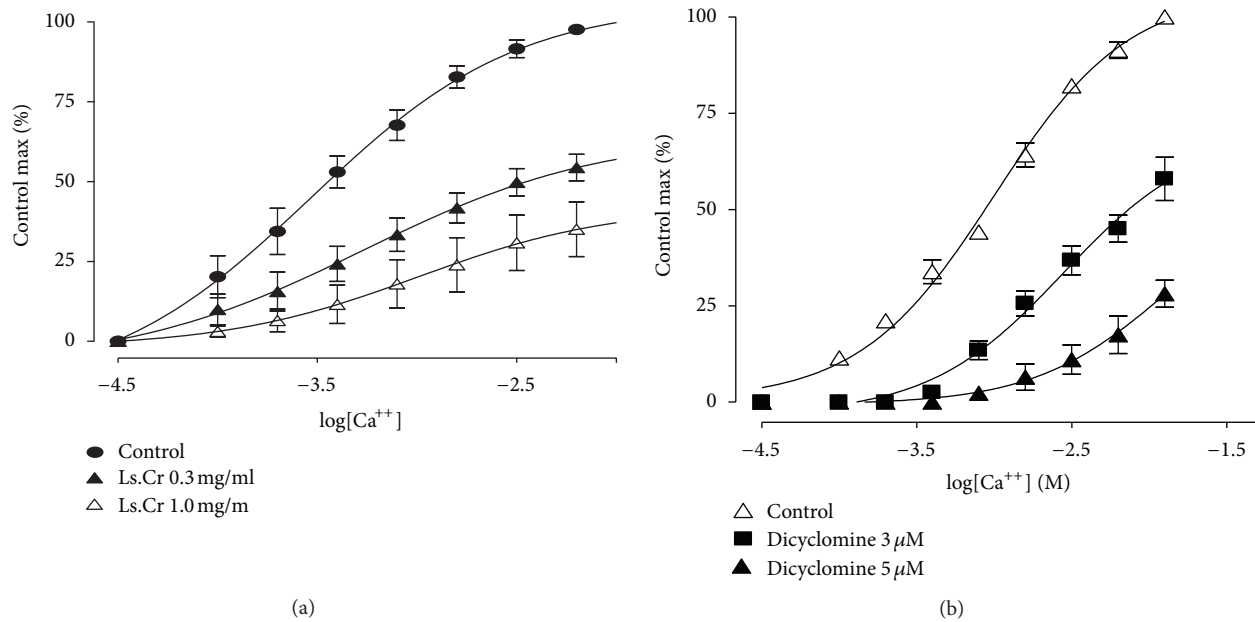 100
75
50
25
0
Control max (%)
−4.5 −3.5 −2.5
log[Ca⁺⁺]
Control
Ls.Cr 0.3 mg/ml
Ls.Cr 1.0 mg/m
(a)
100
75
50
25
0
Control max (%)
−4.5 −3.5 −2.5 −1.5
log[Ca⁺⁺] (M)
Control
Dicyclomine 3 μM
Dicyclomine 5 μM
(b)